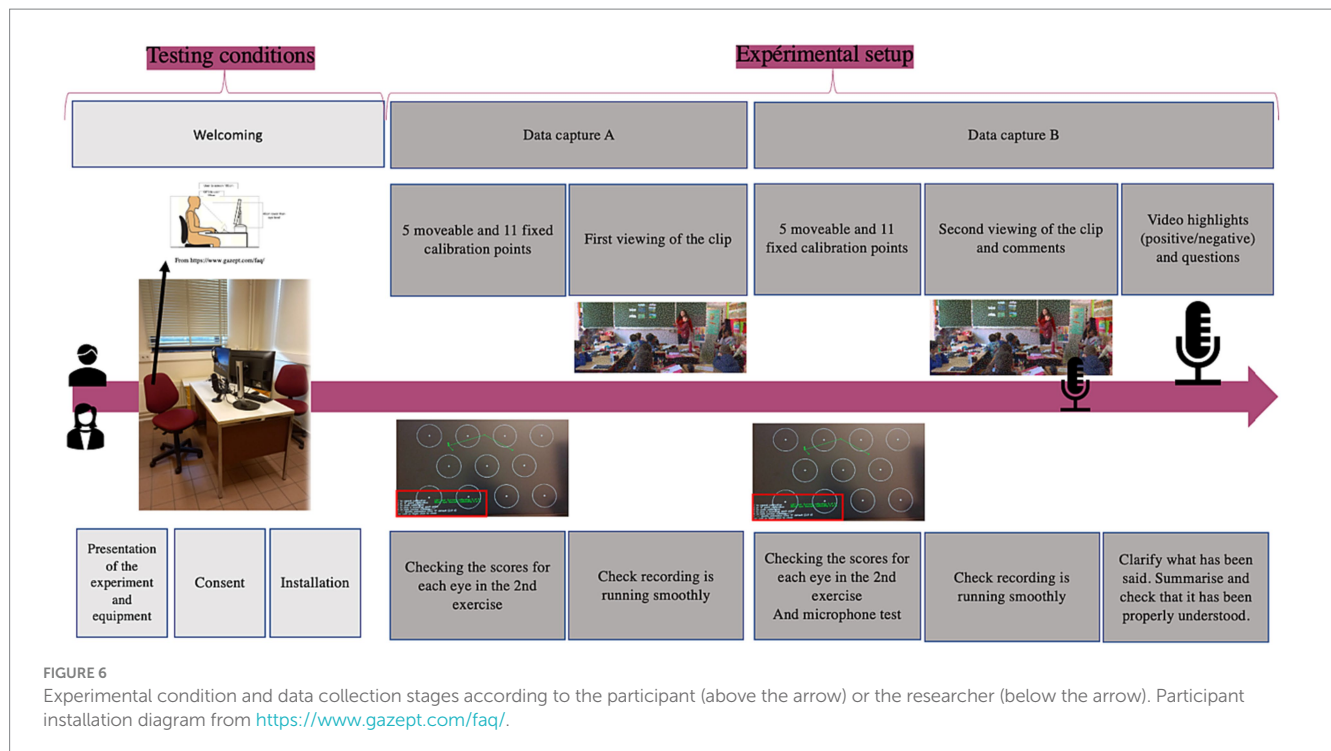 Testing conditions
Expérimental setup
Welcoming
Data capture A
Data capture B
From https://www.gazept.com/faq/
5 moveable and 11
fixed calibration
points
First viewing of the clip
5 moveable and 11
fixed calibration points
Second viewing of the clip
and comments
Video highlights
(positive/negative)
and questions
Presentation
of the
experiment
and
equipment
Consent
Installation
Checking the scores for
each eye in the 2nd
exercise
Check recording is
running smoothly
Checking the scores for
each eye in the 2nd
exercise
And microphone test
Check recording is
running smoothly
Clarify what has been
said. Summarise and
check that it has been
properly understood.
FIGURE 6
Experimental condition and data collection stages according to the participant (above the arrow) or the researcher (below the arrow). Participant
installation diagram from https://www.gazept.com/faq/.